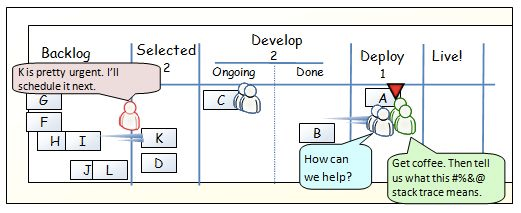 Backlog
Selected
2
Develop
2
Ongoing
Done
Deploy
1
Live!
K is pretty urgent. I'll
schedule it next.
G
F
H
I
J
L
K
D
C
B
A
How can
we help?
Get coffee. Then tell
us what this #%&@
stack trace means.